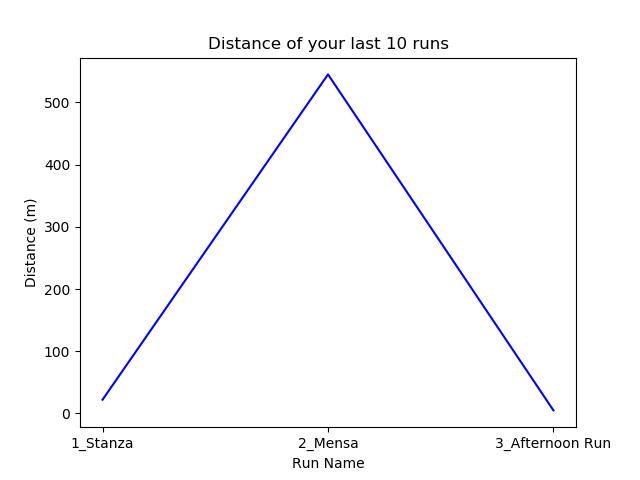 Distance of your last 10 runs
Distance (m)
500
400
300
200
100
0
1_Stanza 2_Mensa 3_Afternoon Run
Run Name